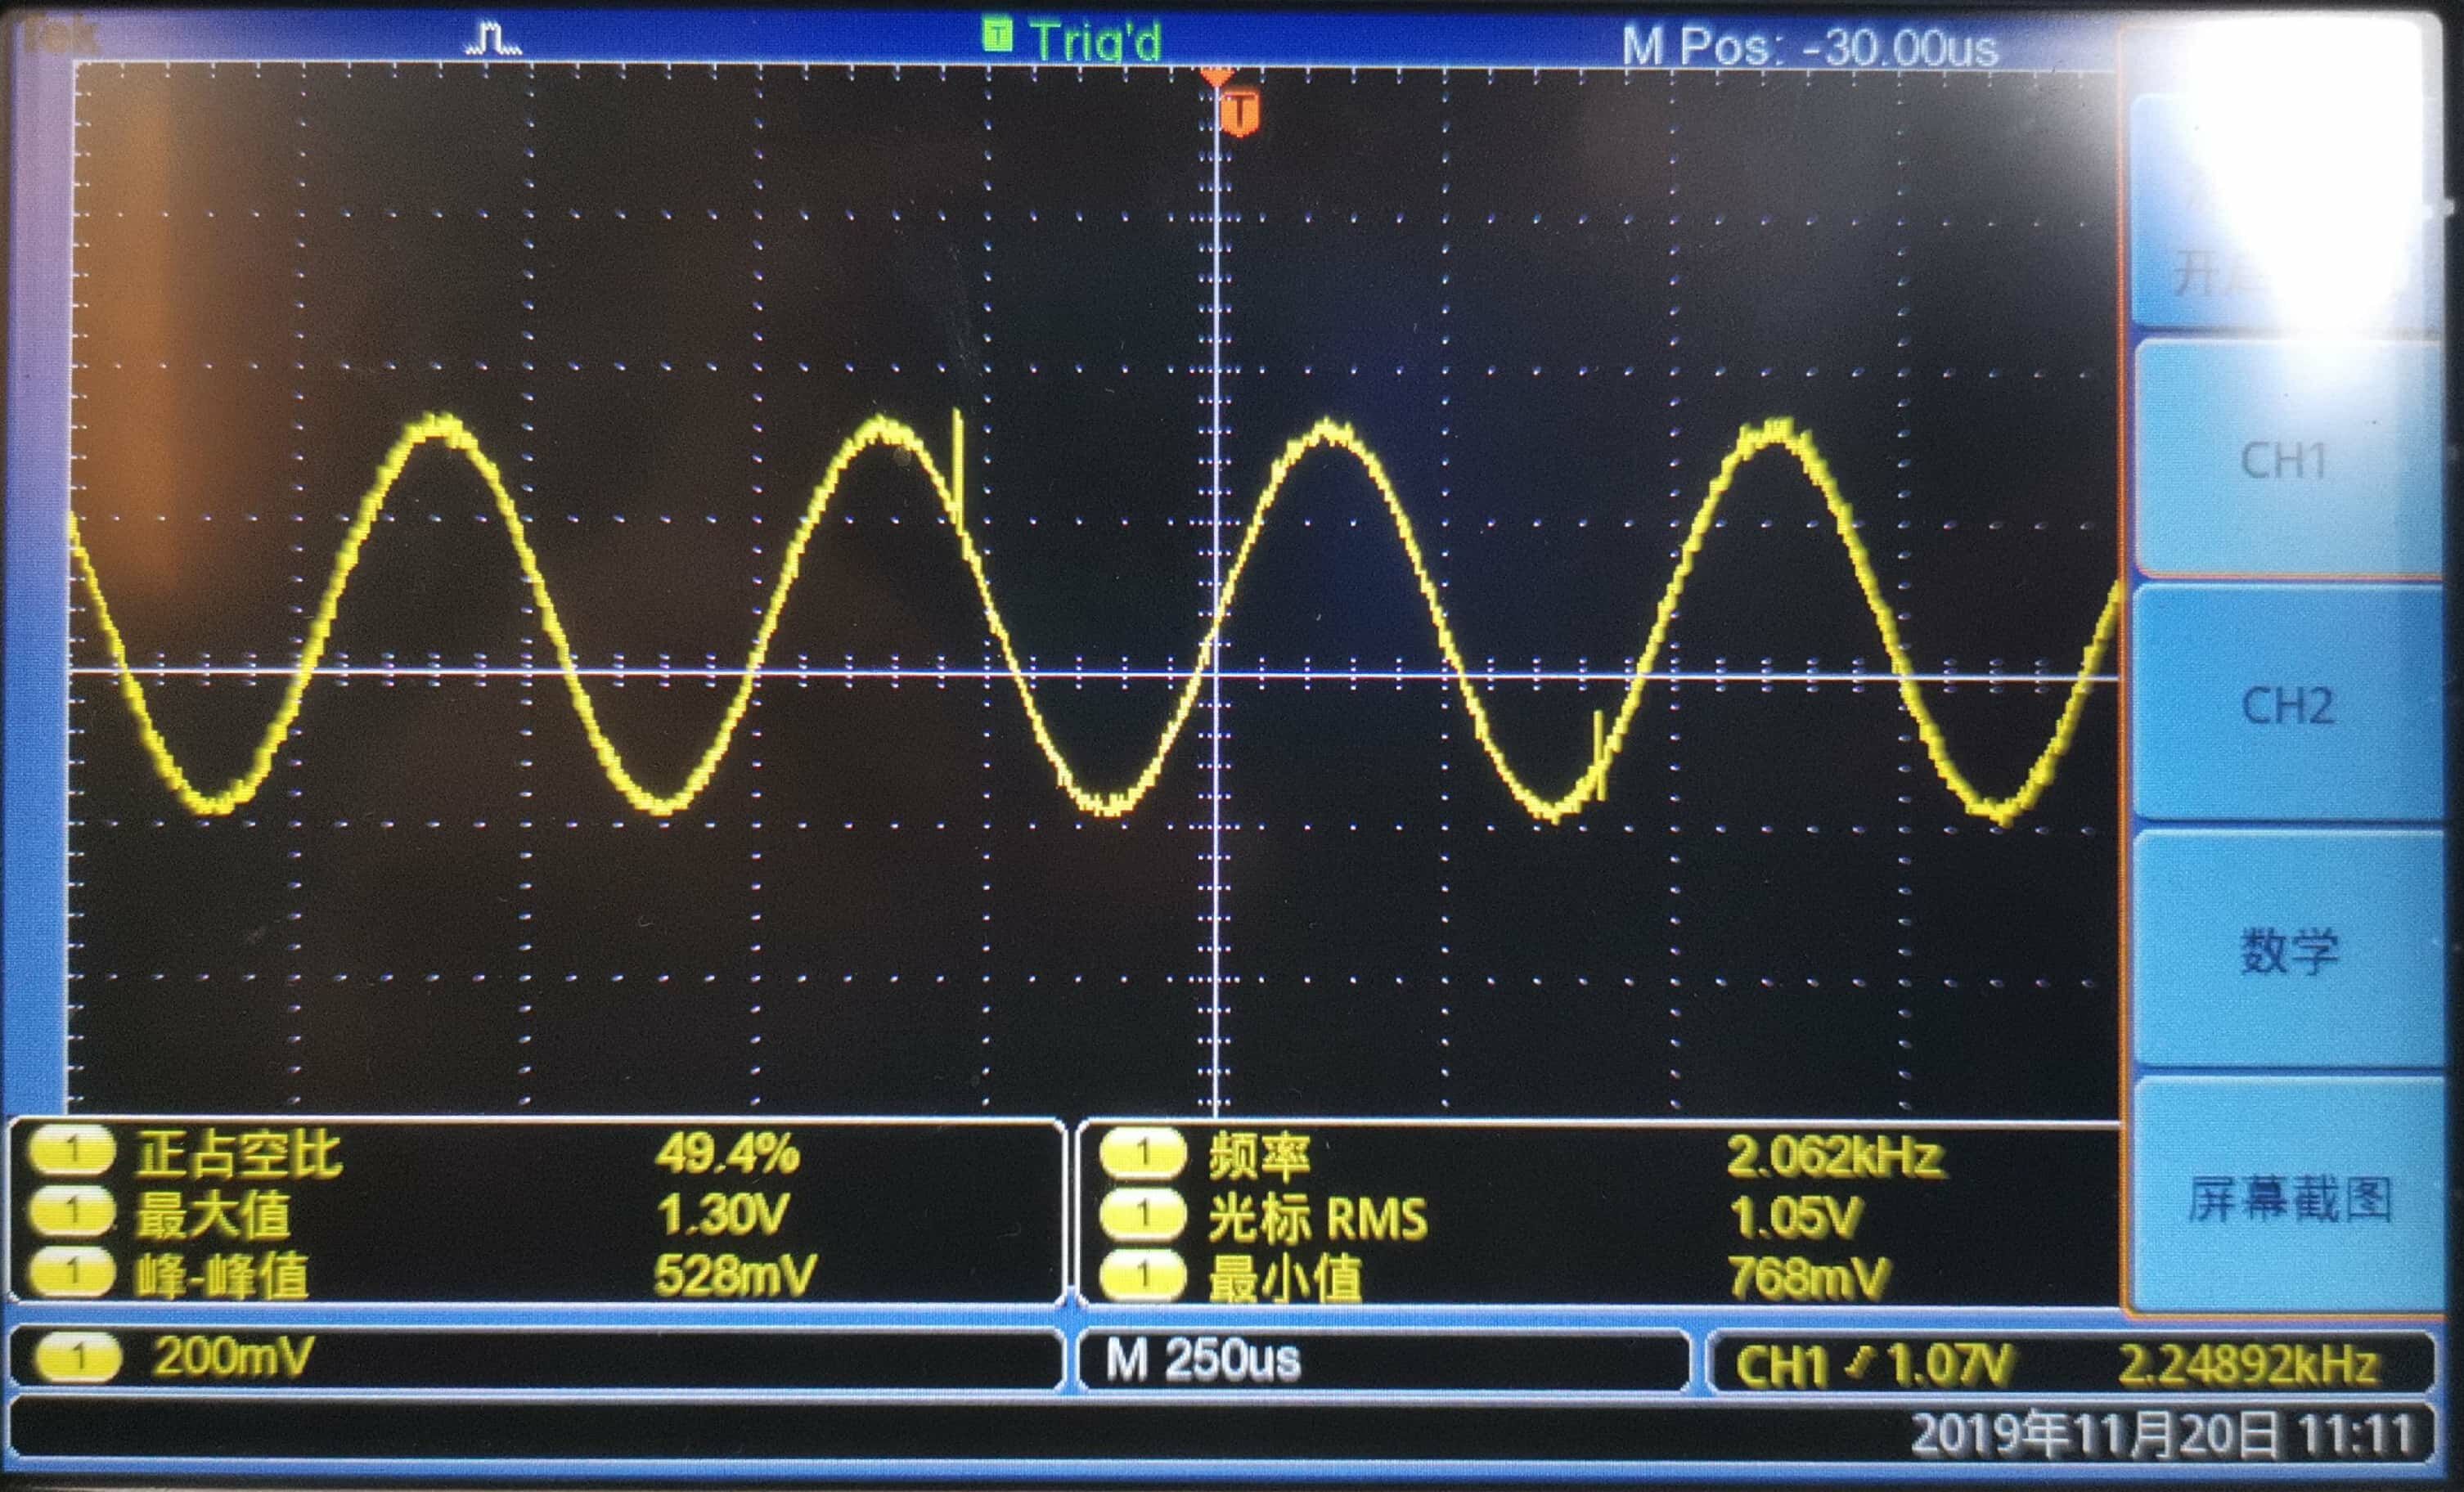 Tek
T Trig'd
M Pos: -30.00us
T
CH1
CH2
数学
屏幕截图
1 正占空比 49.4%
1 最大值 1.30V
1 峰-峰值 528mV
1 频率 2.062kHz
1 光标 RMS 1.05V
1 最小值 768mV
1 200mV
M 250us
CH1 1.07V 2.24892kHz
2019年11月20日 11:11